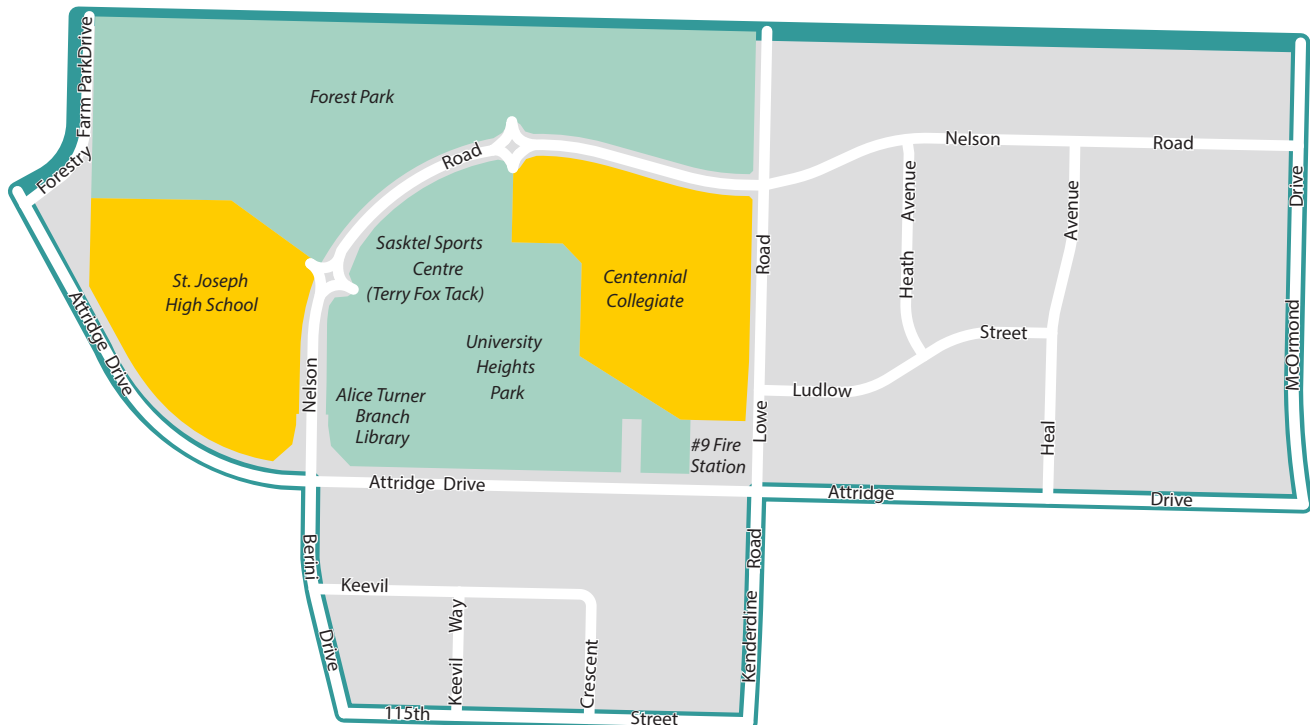 Forestry
Farm Park
Drive
Forest Park
Road
Nelson
Road
Drive
Sasktel Sports
Centre
(Terry Fox Tack)
St. Joseph
High School
Centennial
Collegiate
Road
Heath
Avenue
Avenue
Attridge Drive
Nelson
University
Heights
Park
Alice Turner
Branch
Library
Street
Ludlow
McOrmond
Lowe
Heal
#9 Fire
Station
Attridge Drive
Attridge
Drive
Berini
Drive
Keevil
Keevil
Way
Crescent
Kenderdine
Road
115th
Street